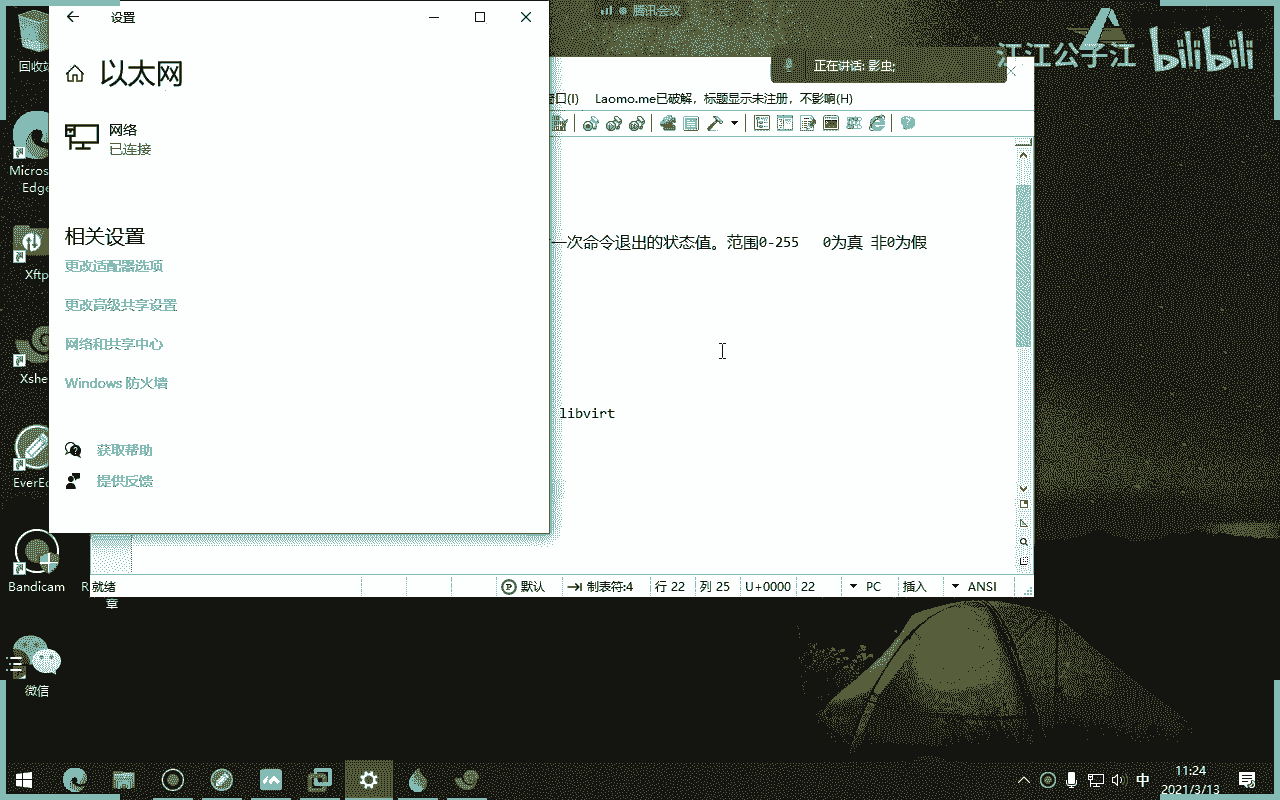 设置
以太网
网络
已连接
相关设置
更改适配器选项
更改高级共享设置
网络和共享中心
Windows 防火墙
获取帮助
提供反馈
腾讯会议
正在讲话: 影虫;
江江公子江
bilibili
窗口(I) Laomo.me已破解，标题显示未注册，不影响(H)
一次命令退出的状态值。范围0-255 0为真 非0为假
libvirt
就绪
默认
制表符:4
行 22
列 25
U+0000
22
PC
插入
ANSI
回收站
Micros
Edge
Xftp
Xshe
EverEd
Bandicam
R
章
微信
中
11:24
2021/3/13